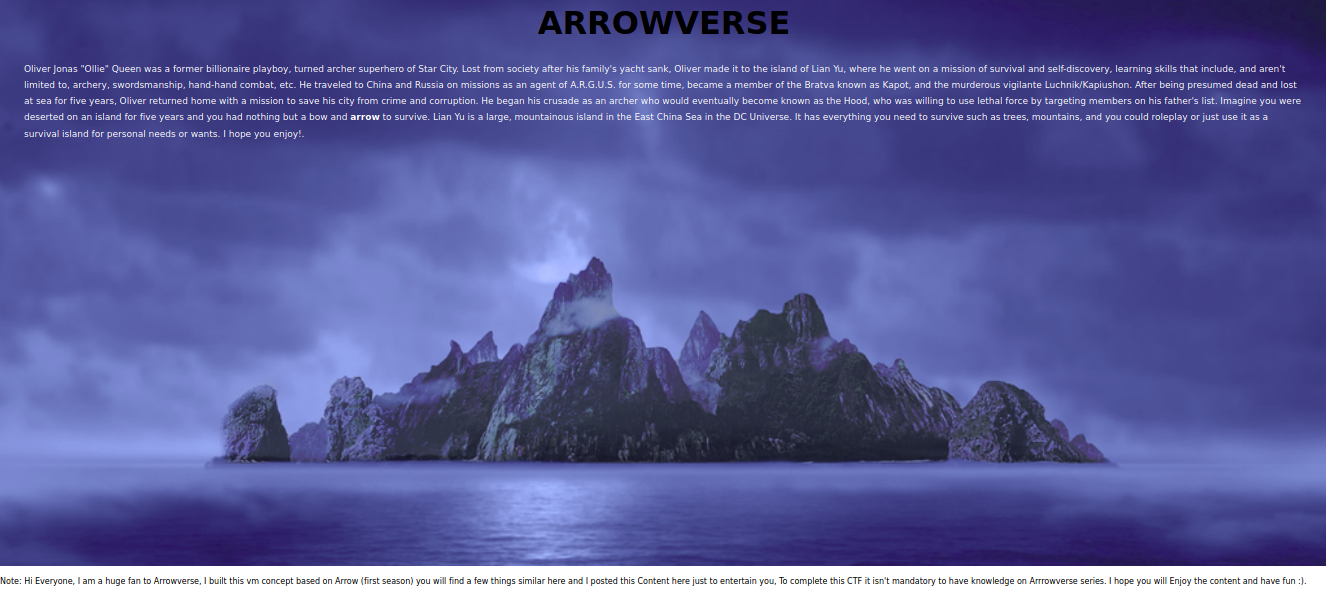 ARROWVERSE
Oliver Jonas "Ollie" Queen was a former billionaire playboy, turned archer superhero of Star City. Lost from society after his family's yacht sank, Oliver made it to the island of Lian Yu, where he went on a mission of survival and self-discovery, learning skills that include, and aren't
limited to, archery, swordsmanship, hand-hand combat, etc. He traveled to China and Russia on missions as an agent of A.R.G.U.S. for some time, became a member of the Bratva known as Kapot, and the murderous vigilante Luchnik/Kapiushon. After being presumed dead and lost
at sea for five years, Oliver returned home with a mission to save his city from crime and corruption. He began his crusade as an archer who would eventually become known as the Hood, who was willing to use lethal force by targeting members on his father's list. Imagine you were
deserted on an island for five years and you had nothing but a bow and arrow to survive. Lian Yu is a large, mountainous island in the East China Sea in the DC Universe. It has everything you need to survive such as trees, mountains, and you could roleplay or just use it as a
survival island for personal needs or wants. I hope you enjoy!.
Note: Hi Everyone, I am a huge fan to Arrowverse, I built this vm concept based on Arrow (first season) you will find a few things similar here and I posted this Content here just to entertain you, To complete this CTF it isn't mandatory to have knowledge on Arrrowverse series. I hope you will Enjoy the content and have fun :).